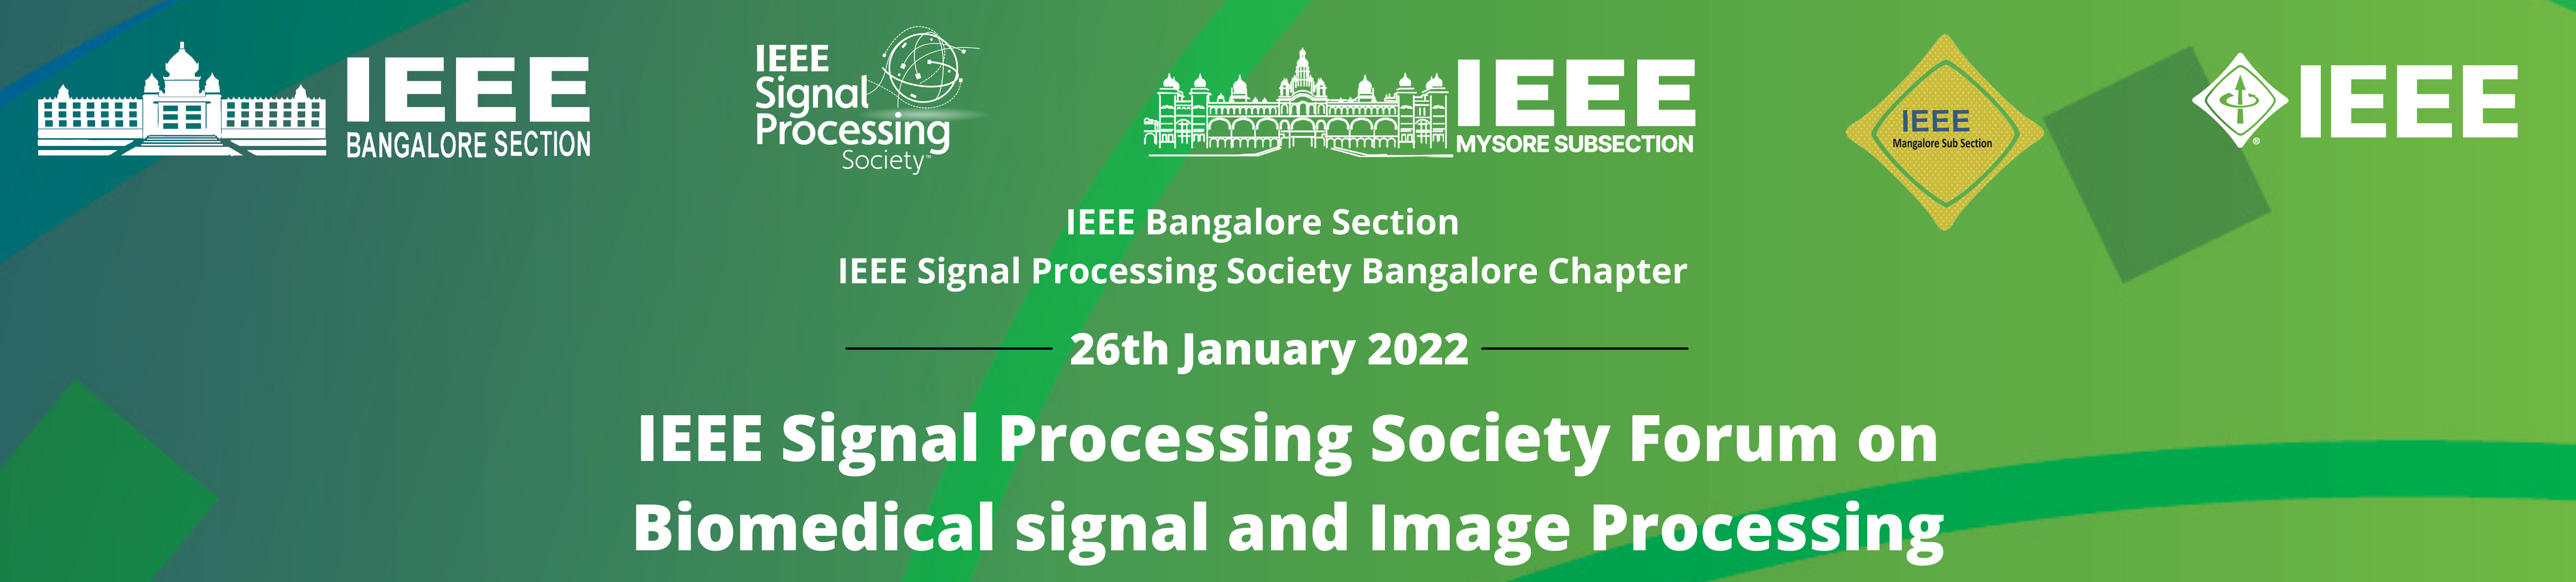 IEEE
BANGALORE SECTION
IEEE
Signal
Processing
Society™
IEEE
MYSORE SUBSECTION
IEEE
Mangalore Sub Section
®
IEEE
IEEE Bangalore Section
IEEE Signal Processing Society Bangalore Chapter
26th January 2022
IEEE Signal Processing Society Forum on
Biomedical signal and Image Processing